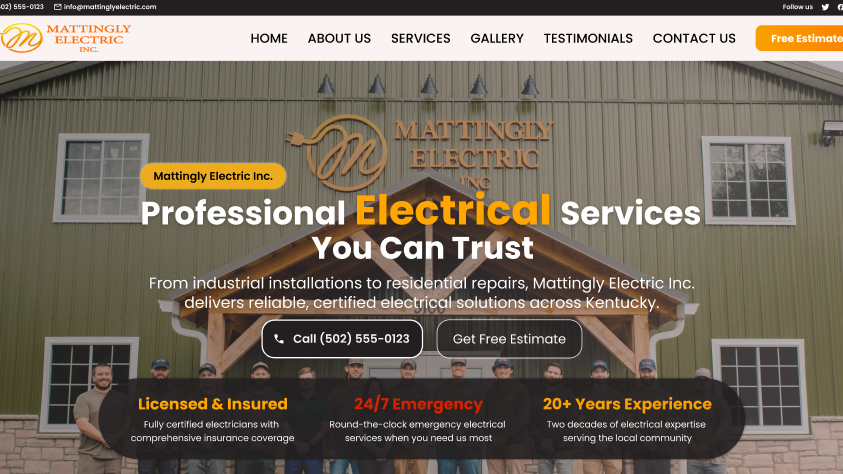 502) 555-0123 info@mattinglyelectric.com Follow us
MATTINGLY
ELECTRIC
INC.
HOME ABOUT US SERVICES GALLERY TESTIMONIALS CONTACT US Free Estimate
MATTINGLY
ELECTRIC
INC
Mattingly Electric Inc.
Professional Electrical Services
You Can Trust
From industrial installations to residential repairs, Mattingly Electric Inc.
delivers reliable, certified electrical solutions across Kentucky.
Call (502) 555-0123 Get Free Estimate
Licensed & Insured
Fully certified electricians with
comprehensive insurance coverage
24/7 Emergency
Round-the-clock emergency electrical
services when you need us most
20+ Years Experience
Two decades of electrical expertise
serving the local community